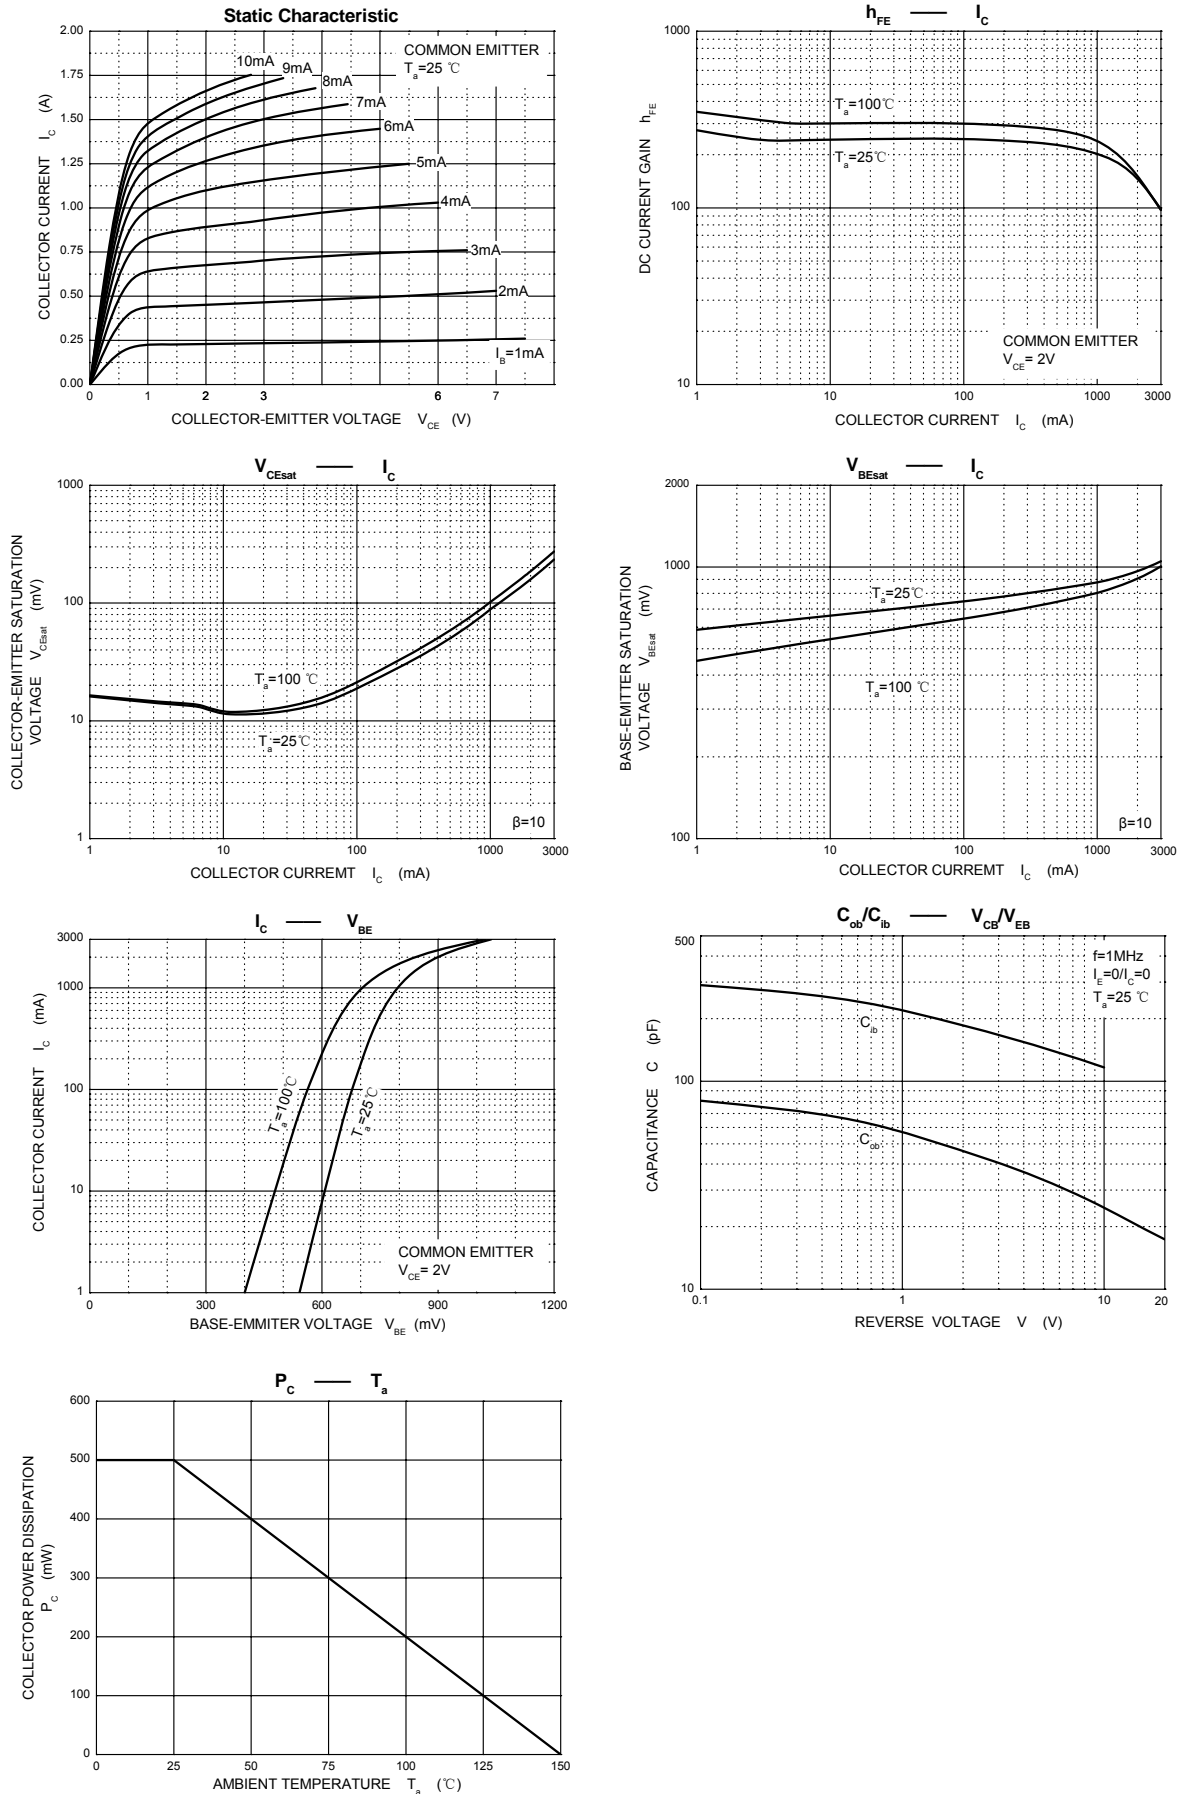 Static Characteristic
2.00
1.75
1.50
1.25
1.00
0.75
0.50
0.25
0.00
0
1
2
3
6
7
COLLECTOR CURRENT I_C (A)
COLLECTOR-EMITTER VOLTAGE V_CE (V)
COMMON EMITTER
T_a=25 ℃
10mA
9mA
8mA
7mA
6mA
5mA
4mA
3mA
2mA
I_B=1mA
h_FE —— I_C
1000
100
10
1
10
100
1000
3000
DC CURRENT GAIN h_FE
COLLECTOR CURRENT I_C (mA)
T_a=100℃
T_a=25℃
COMMON EMITTER
V_CE= 2V
V_CEsat —— I_C
1000
100
10
1
1
10
100
1000
3000
COLLECTOR-EMITTER SATURATION
VOLTAGE V_CEsat (mV)
COLLECTOR CURREMT I_C (mA)
T_a=100 ℃
T_a=25℃
β=10
V_BEsat —— I_C
2000
1000
100
1
10
100
1000
3000
BASE-EMITTER SATURATION
VOLTAGE V_BEsat (mV)
COLLECTOR CURREMT I_C (mA)
T_a=25℃
T_a=100 ℃
β=10
I_C —— V_BE
3000
1000
100
10
1
0
300
600
900
1200
COLLECTOR CURRENT I_C (mA)
BASE-EMMITER VOLTAGE V_BE (mV)
T_a=100℃
T_a=25℃
COMMON EMITTER
V_CE= 2V
C_ob/C_ib —— V_CB/V_EB
500
100
10
0.1
1
10
20
CAPACITANCE C (pF)
REVERSE VOLTAGE V (V)
f=1MHz
I_E=0/I_C=0
T_a=25 ℃
C_ib
C_ob
P_C —— T_a
600
500
400
300
200
100
0
0
25
50
75
100
125
150
COLLECTOR POWER DISSIPATION
P_C (mW)
AMBIENT TEMPERATURE T_a (℃)